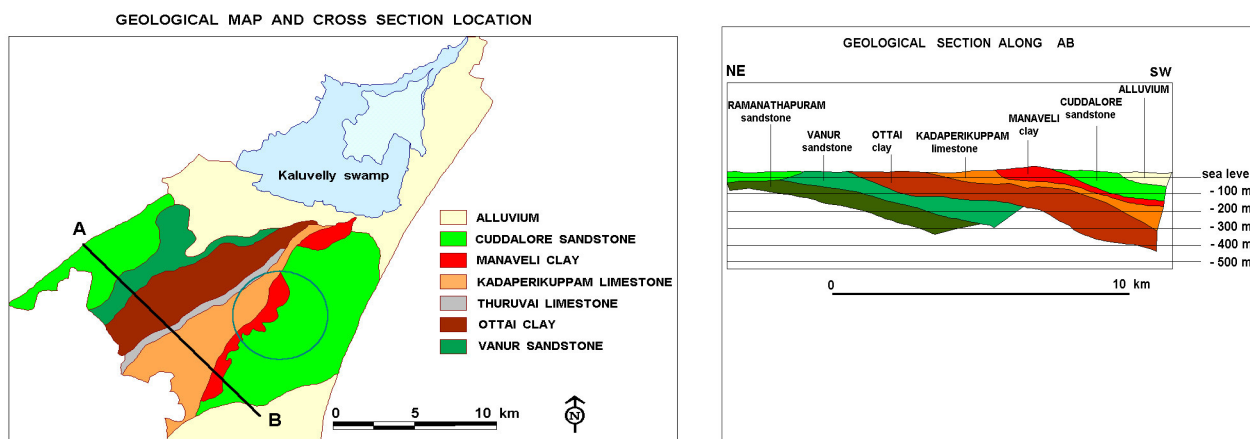 GEOLOGICAL MAP AND CROSS SECTION LOCATION
Kaluvelly swamp
A
B
ALLUVIUM
CUDDALORE SANDSTONE
MANAVELI CLAY
KADAPERIKUPPAM LIMESTONE
THURUVAI LIMESTONE
OTTAI CLAY
VANUR SANDSTONE
0 5 10 km
N
GEOLOGICAL SECTION ALONG AB
NE
SW
ALLUVIUM
RAMANATHAPURAM
sandstone
VANUR
sandstone
OTTAI
clay
KADAPERIKUPPAM
limestone
MANAVELI
clay
CUDDALORE
sandstone
sea leve
- 100 m
- 200 m
- 300 m
- 400 m
- 500 m
0 10 km